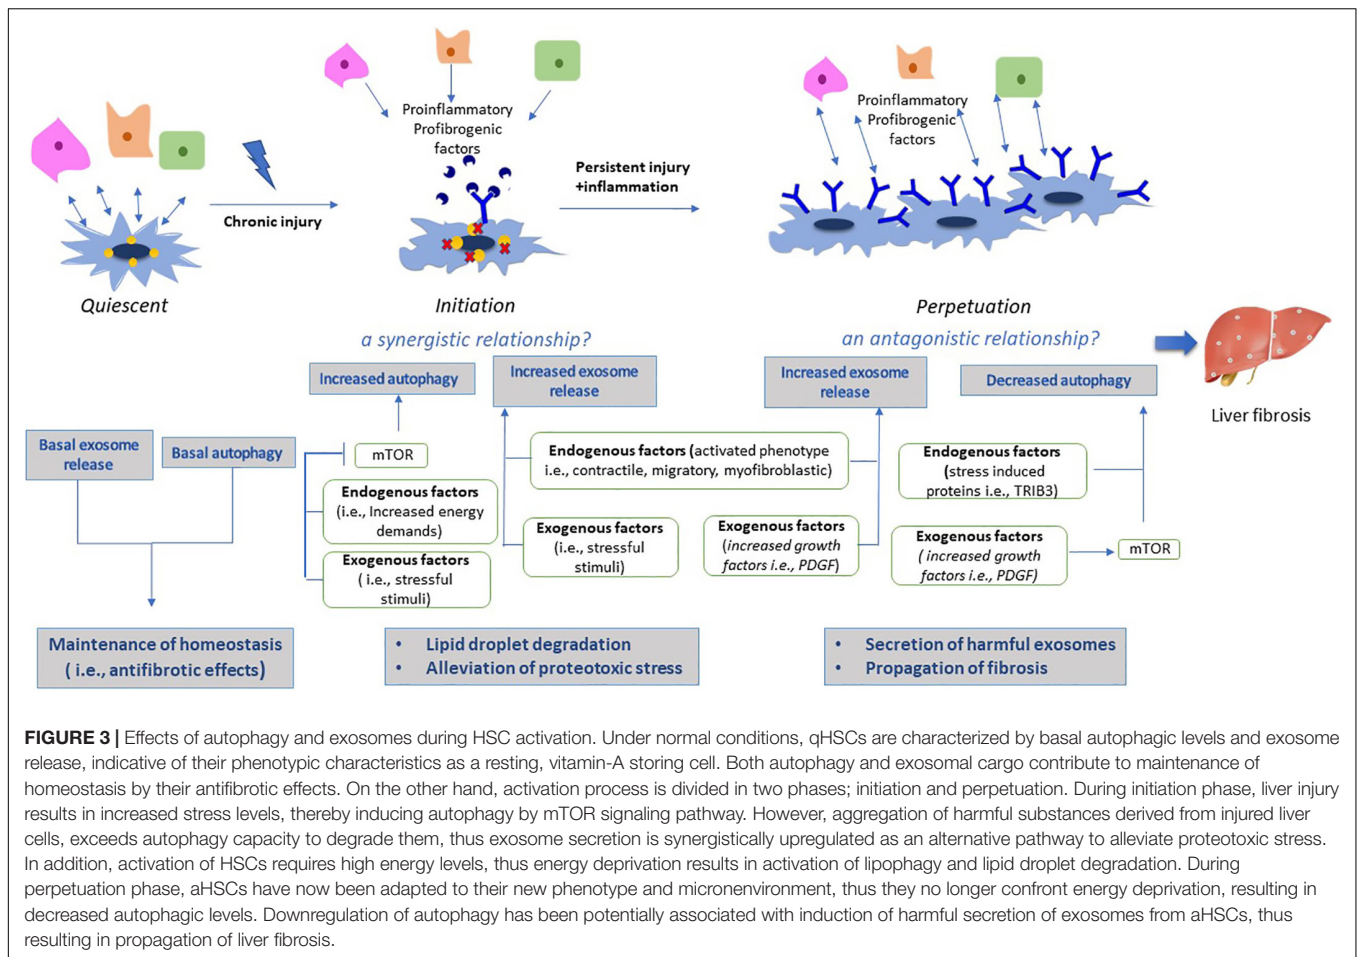 Proinflammatory
Profibrogenic
factors
Proinflammatory
Profibrogenic
factors
Chronic injury
Persistent injury
+inflammation
Quiescent
Initiation
Perpetuation
a synergistic relationship?
an antagonistic relationship?
Liver fibrosis
Basal exosome
release
Basal autophagy
Increased autophagy
Increased exosome
release
mTOR
Endogenous factors
(i.e., Increased energy
demands)
Exogenous factors
( i.e., stressful
stimuli)
Endogenous factors (activated phenotype
i.e., contractile, migratory, myofibroblastic)
Exogenous factors
(i.e., stressful
stimuli)
Increased exosome
release
Decreased autophagy
Exogenous factors
(increased growth
factors i.e., PDGF)
Endogenous factors
(stress induced
proteins i.e., TRIB3)
Exogenous factors
( increased growth
factors i.e., PDGF)
mTOR
Maintenance of homeostasis
( i.e., antifibrotic effects)
• Lipid droplet degradation
• Alleviation of proteotoxic stress
• Secretion of harmful exosomes
• Propagation of fibrosis
FIGURE 3 | Effects of autophagy and exosomes during HSC activation. Under normal conditions, qHSCs are characterized by basal autophagic levels and exosome
release, indicative of their phenotypic characteristics as a resting, vitamin-A storing cell. Both autophagy and exosomal cargo contribute to maintenance of
homeostasis by their antifibrotic effects. On the other hand, activation process is divided in two phases; initiation and perpetuation. During initiation phase, liver injury
results in increased stress levels, thereby inducing autophagy by mTOR signaling pathway. However, aggregation of harmful substances derived from injured liver
cells, exceeds autophagy capacity to degrade them, thus exosome secretion is synergistically upregulated as an alternative pathway to alleviate proteotoxic stress.
In addition, activation of HSCs requires high energy levels, thus energy deprivation results in activation of lipophagy and lipid droplet degradation. During
perpetuation phase, aHSCs have now been adapted to their new phenotype and micronenvironment, thus they no longer confront energy deprivation, resulting in
decreased autophagic levels. Downregulation of autophagy has been potentially associated with induction of harmful secretion of exosomes from aHSCs, thus
resulting in propagation of liver fibrosis.